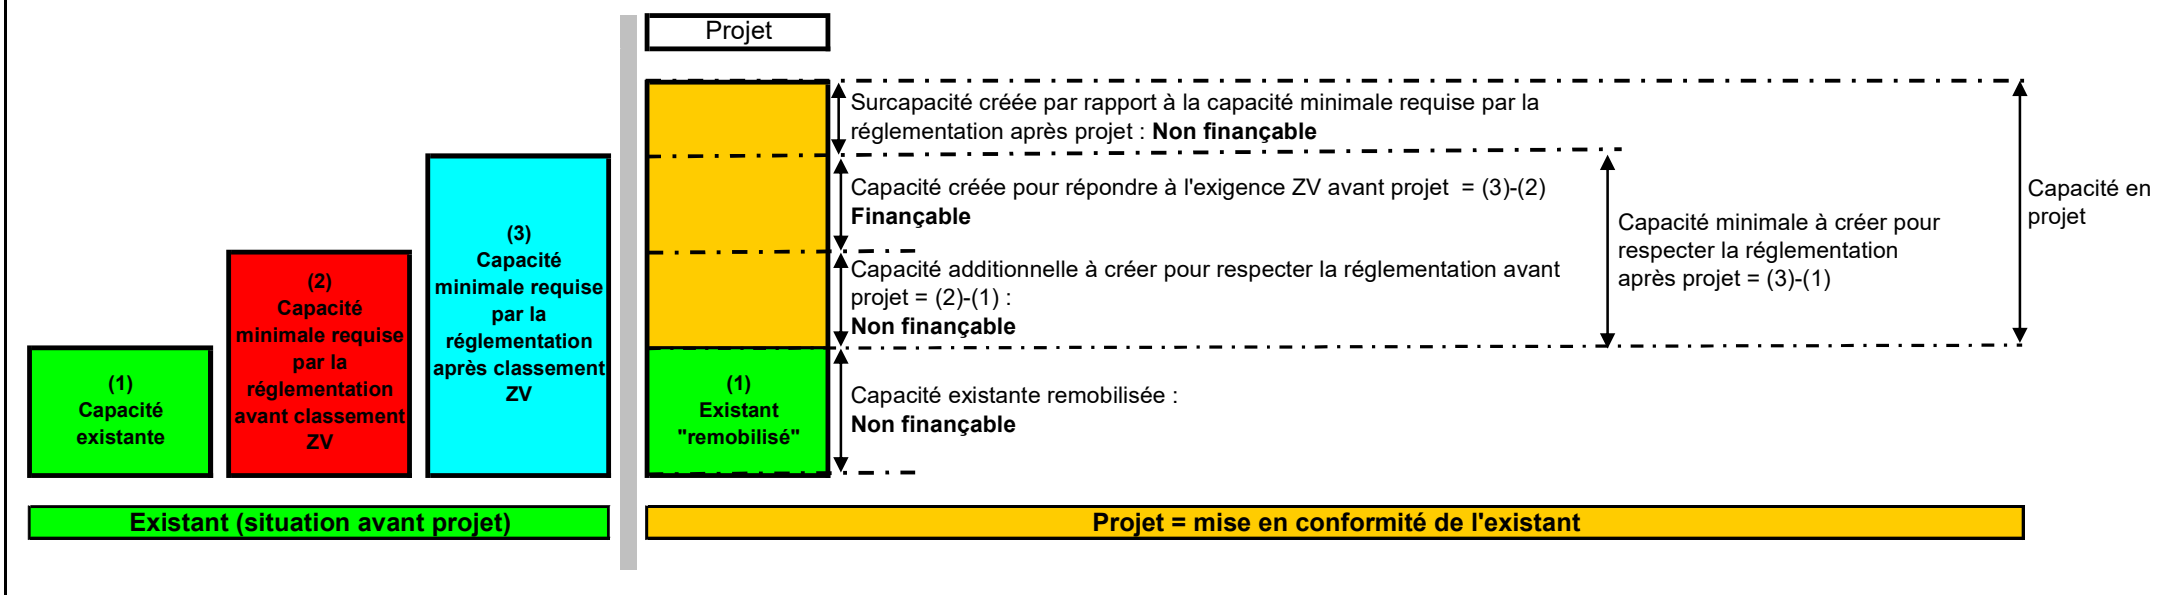 Projet
Surcapacité créée par rapport à la capacité minimale requise par la
réglementation après projet : Non finançable
Capacité créée pour répondre à l'exigence ZV avant projet  = (3)-(2)
Finançable
Capacité additionnelle à créer pour respecter la réglementation avant
projet = (2)-(1) :
Non finançable
Capacité existante remobilisée :
Non finançable
Capacité minimale à créer pour
respecter la réglementation
après projet = (3)-(1)
Capacité en
projet
(1)
Capacité
existante
(2)
Capacité
minimale requise
par la
réglementation
avant classement
ZV
(3)
Capacité
minimale requise
par la
réglementation
après classement
ZV
(1)
Existant
"remobilisé"
Existant (situation avant projet)
Projet = mise en conformité de l'existant